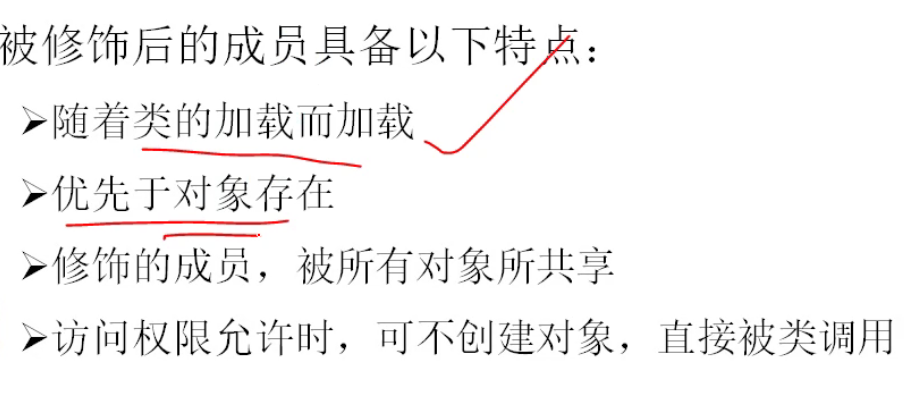 被修饰后的成员具备以下特点：
➢随着类的加载而加载
➢优先于对象存在
➢修饰的成员，被所有对象所共享
➢访问权限允许时，可不创建对象，直接被类调用